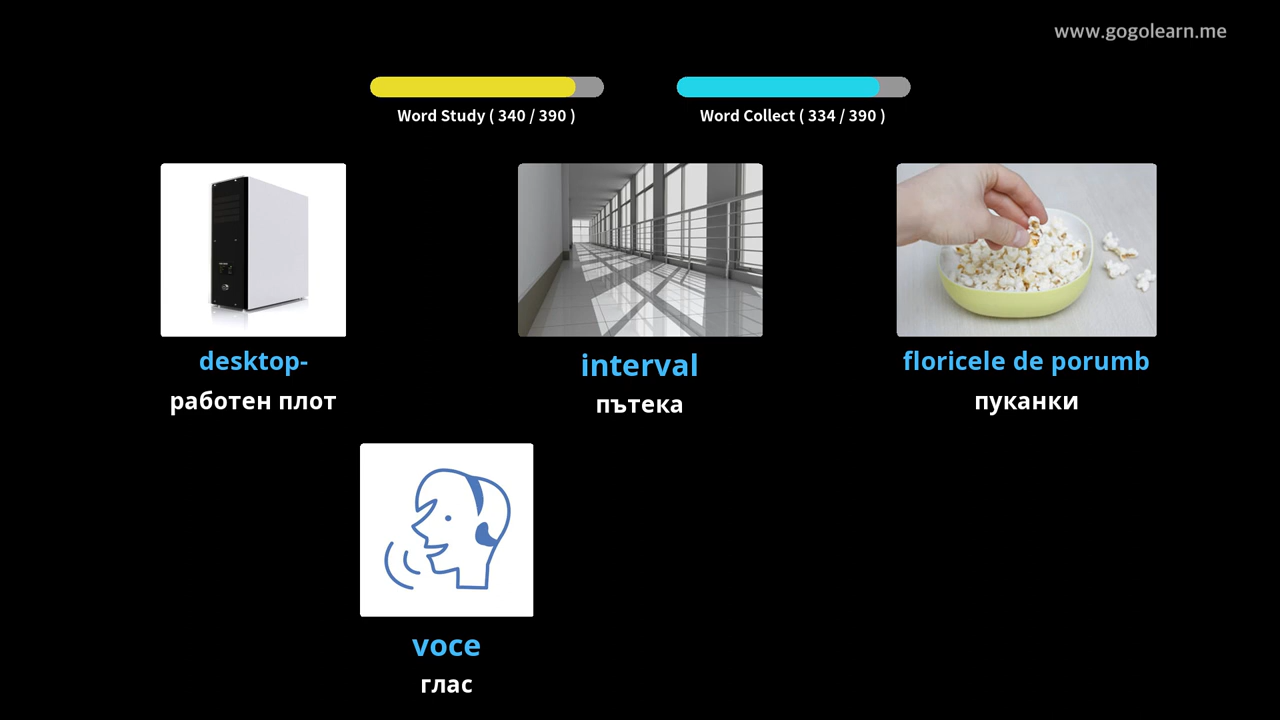 www.gogolearn.me
Word Study ( 340 / 390 )
Word Collect ( 334 / 390 )
desktop-
interval
floricele de porumb
работен плот
пътека
пуканки
voce
глас